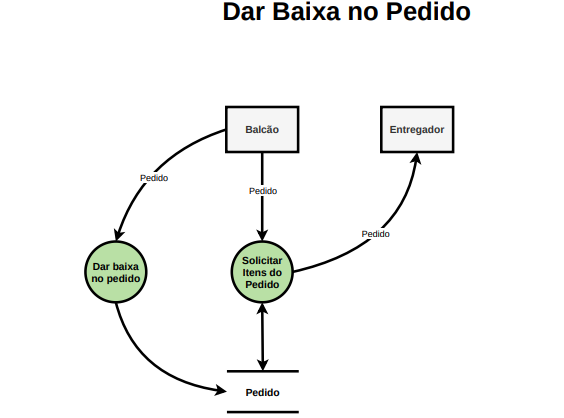 Dar Baixa no Pedido
Balcão
Entregador
Pedido
Pedido
Pedido
Dar baixa
no pedido
Solicitar
Itens do
Pedido
Pedido